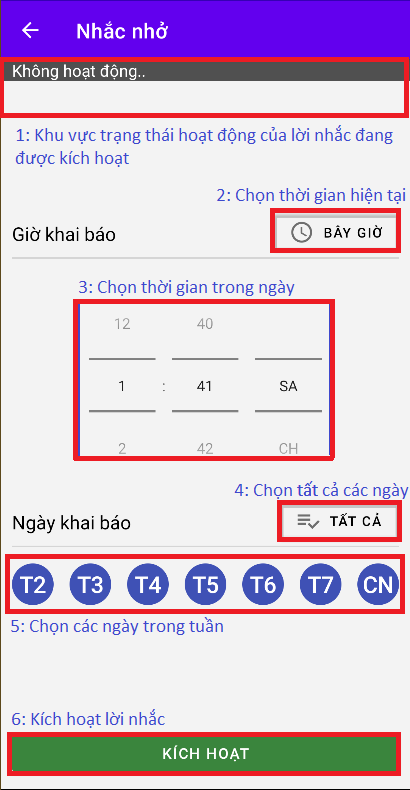 Nhắc nhở
Không hoạt động..
1: Khu vực trạng thái hoạt động của lời nhắc đang
được kích hoạt
2: Chọn thời gian hiện tại
Giờ khai báo
BÂY GIỜ
3: Chọn thời gian trong ngày
12 40
1 : 41 SA
2 42 CH
4: Chọn tất cả các ngày
Ngày khai báo
TẤT CẢ
T2 T3 T4 T5 T6 T7 CN
5: Chọn các ngày trong tuần
6: Kích hoạt lời nhắc
KÍCH HOẠT